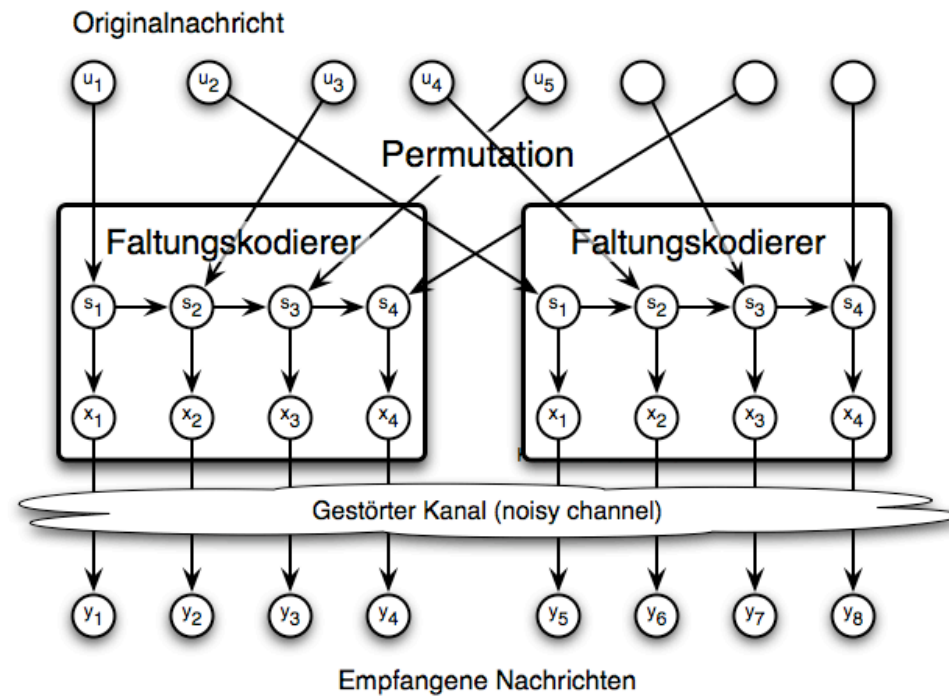 Originalnachricht
u1 u2 u3 u4 u5
Permutation
Faltungskodierer Faltungskodierer
s1 s2 s3 s4 s1 s2 s3 s4
x1 x2 x3 x4 x1 x2 x3 x4
Gestörter Kanal (noisy channel)
y1 y2 y3 y4 y5 y6 y7 y8
Empfangene Nachrichten